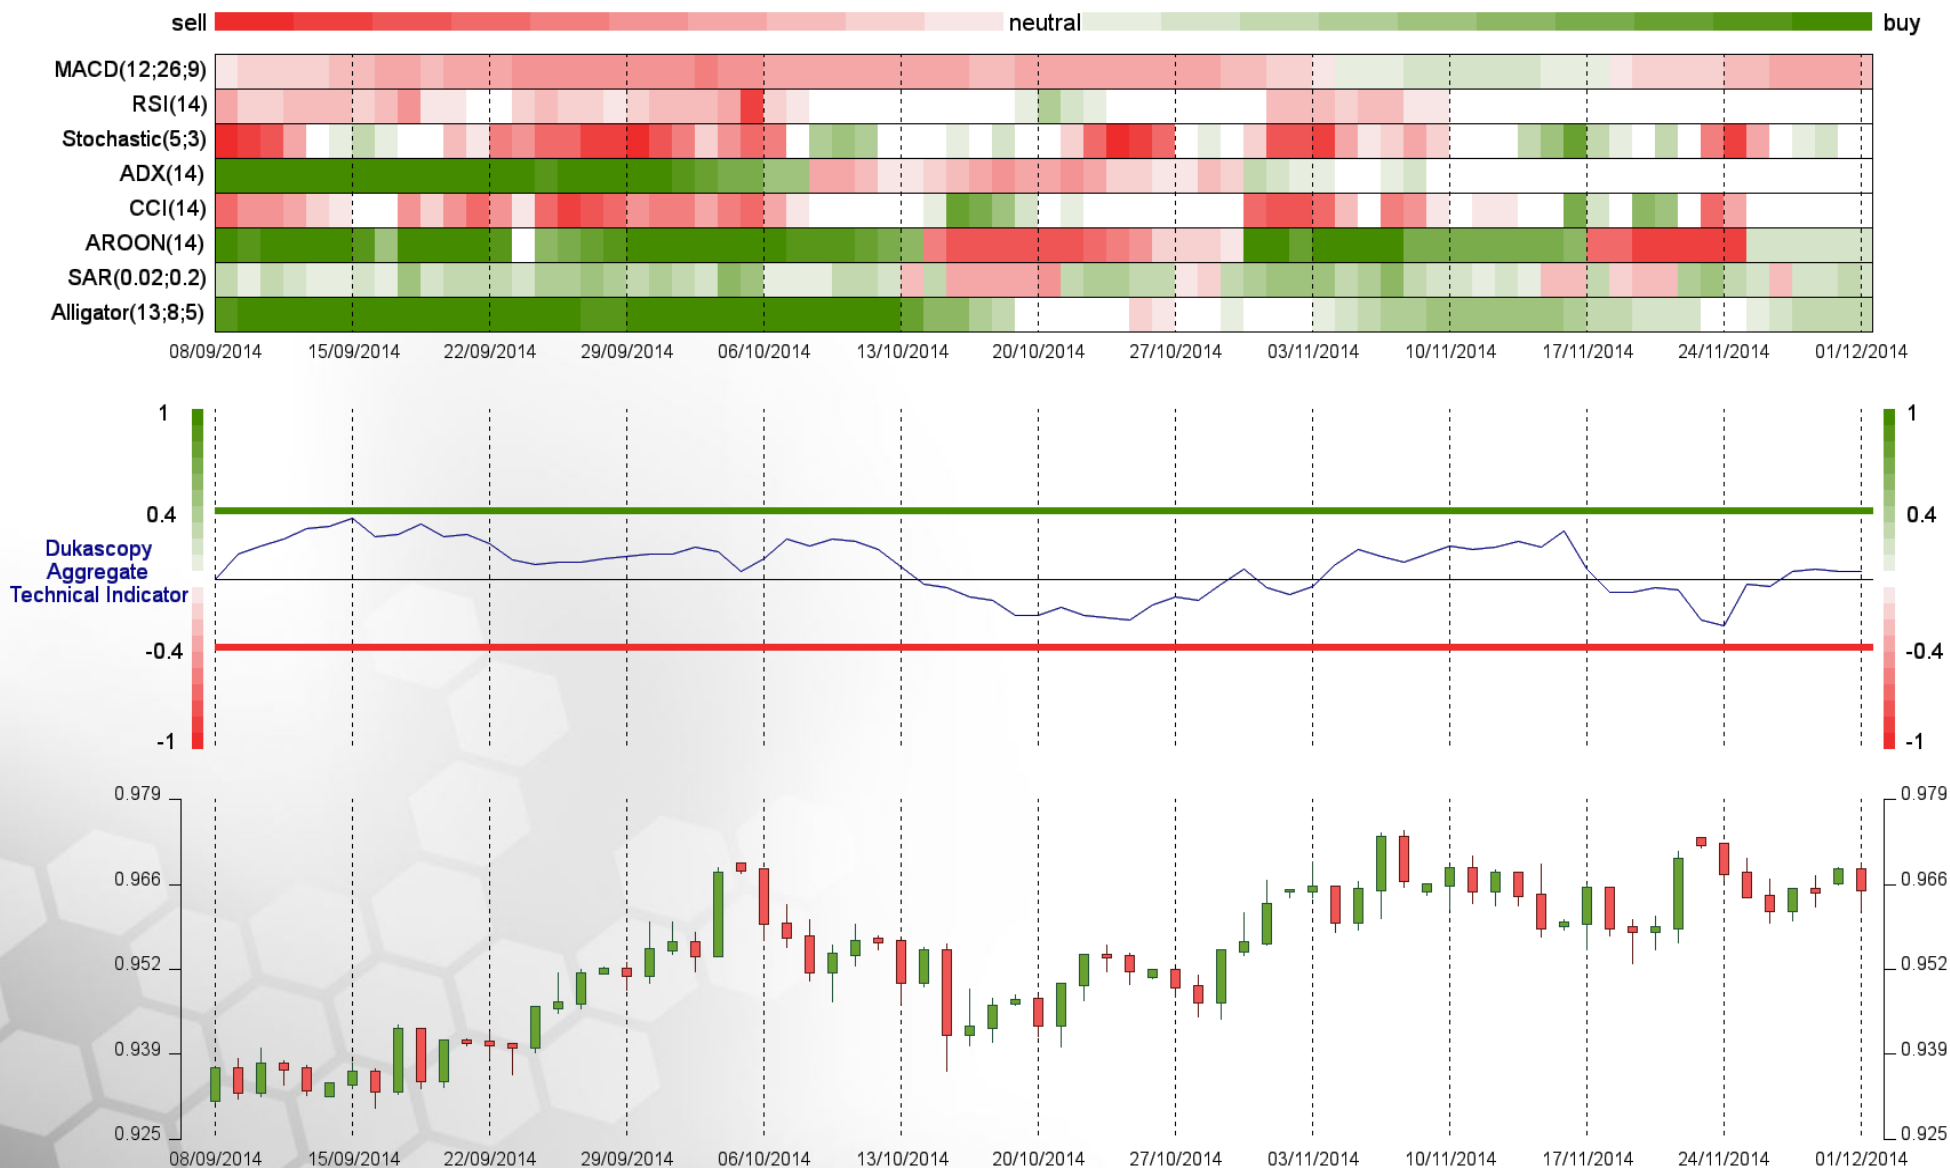 sell neutral buy
MACD(12;26;9)
RSI(14)
Stochastic(5;3)
ADX(14)
CCI(14)
AROON(14)
SAR(0.02;0.2)
Alligator(13;8;5)
08/09/2014 15/09/2014 22/09/2014 29/09/2014 06/10/2014 13/10/2014 20/10/2014 27/10/2014 03/11/2014 10/11/2014 17/11/2014 24/11/2014 01/12/2014
1 1
0.4 0.4
Dukascopy
Aggregate
Technical Indicator
-0.4 -0.4
-1 -1
0.979 0.979
0.966 0.966
0.952 0.952
0.939 0.939
0.925 0.925
08/09/2014 15/09/2014 22/09/2014 29/09/2014 06/10/2014 13/10/2014 20/10/2014 27/10/2014 03/11/2014 10/11/2014 17/11/2014 24/11/2014 01/12/2014